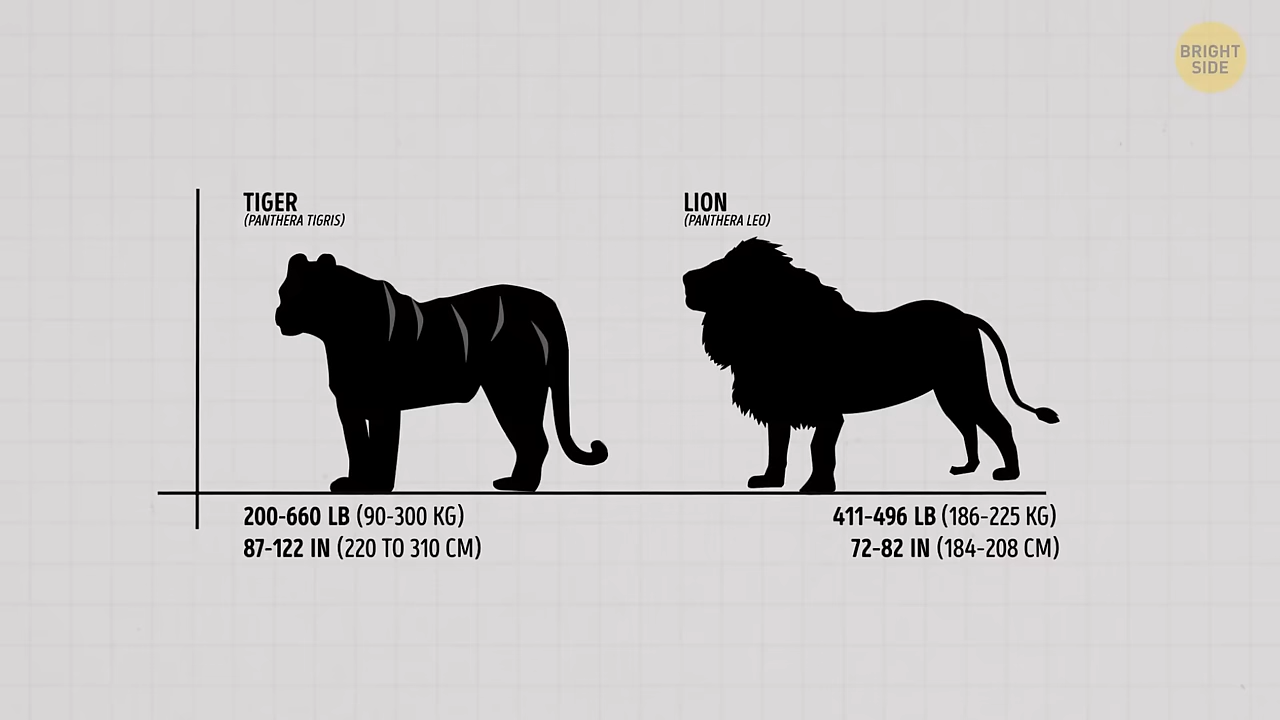 BRIGHT
SIDE
TIGER
(PANTHERA TIGRIS)
LION
(PANTHERA LEO)
200-660 LB (90-300 KG)
87-122 IN (220 TO 310 CM)
411-496 LB (186-225 KG)
72-82 IN (184-208 CM)